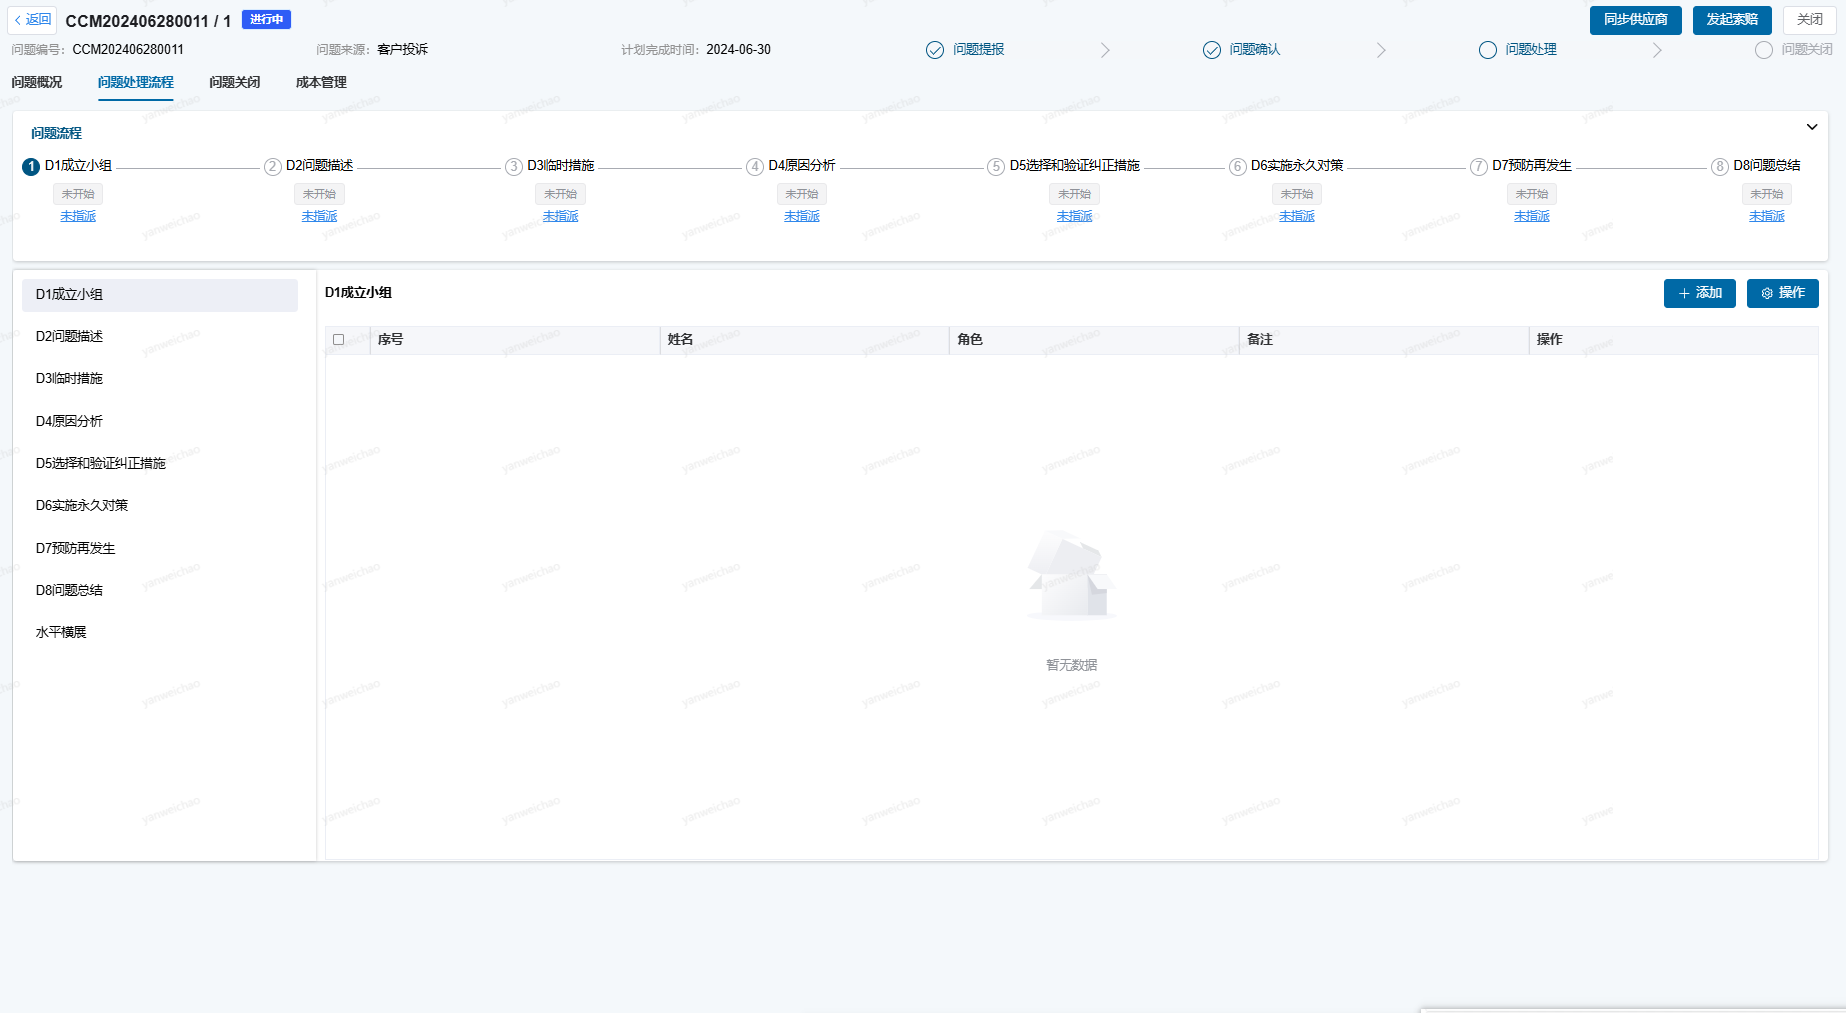 返回 CCM202406280011 / 1 进行中 同步供应商 发起索赔 关闭
问题编号: CCM202406280011 问题来源: 客户投诉 计划完成时间: 2024-06-30 问题提报 问题确认 问题处理 问题关闭
问题概况 问题处理流程 问题关闭 成本管理
问题流程
1 D1成立小组 2 D2问题描述 3 D3临时措施 4 D4原因分析 5 D5选择和验证纠正措施 6 D6实施永久对策 7 D7预防再发生 8 D8问题总结
未开始 未开始 未开始 未开始 未开始 未开始 未开始 未开始
未指派 未指派 未指派 未指派 未指派 未指派 未指派 未指派
D1成立小组
D2问题描述
D3临时措施
D4原因分析
D5选择和验证纠正措施
D6实施永久对策
D7预防再发生
D8问题总结
水平横展
D1成立小组 添加 操作
序号 姓名 角色 备注 操作
暂无数据
yanweichao